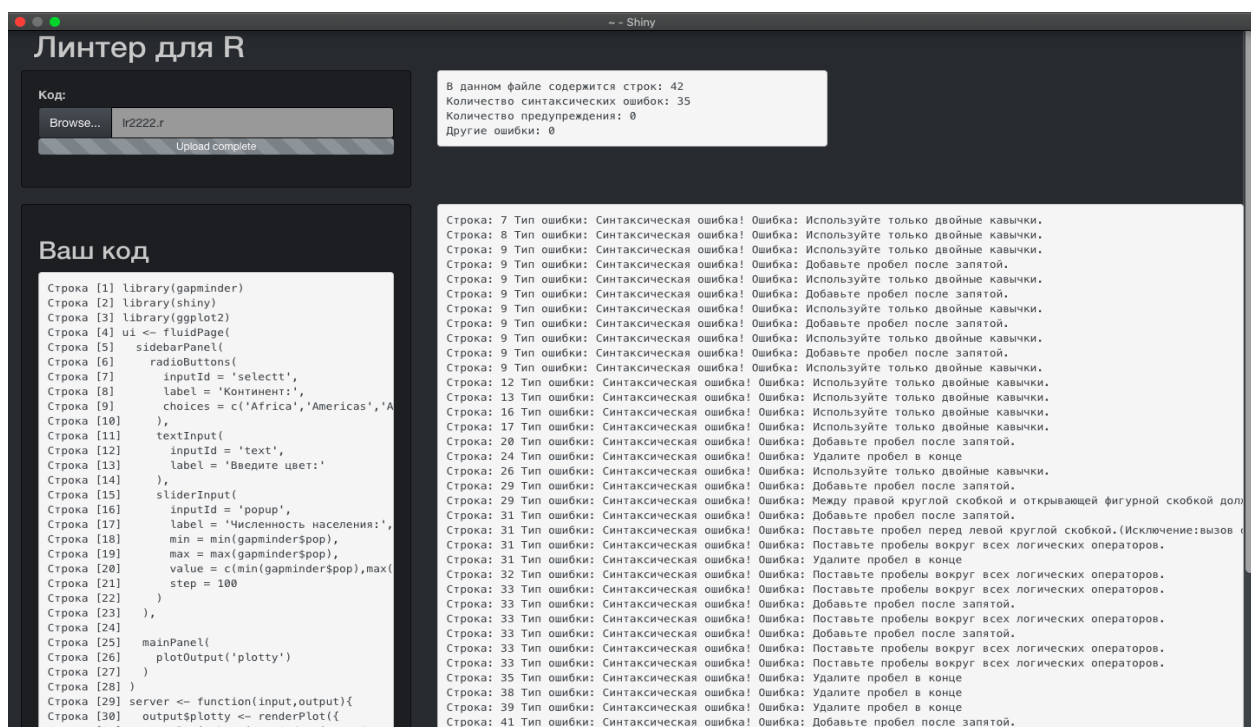 ~ - Shiny
Линтер для R
Код:
Browse... lr2222.r
Upload complete
В данном файле содержится строк: 42
Количество синтаксических ошибок: 35
Количество предупреждения: 0
Другие ошибки: 0
Ваш код
Строка [1] library(gapminder)
Строка [2] library(shiny)
Строка [3] library(ggplot2)
Строка [4] ui <- fluidPage(
Строка [5]   sidebarPanel(
Строка [6]     radioButtons(
Строка [7]       inputId = 'selectt',
Строка [8]       label = 'Континент:',
Строка [9]       choices = c('Africa','Americas','A
Строка [10]      ),
Строка [11]      textInput(
Строка [12]        inputId = 'text',
Строка [13]        label = 'Введите цвет:'
Строка [14]      ),
Строка [15]      sliderInput(
Строка [16]        inputId = 'popup',
Строка [17]        label = 'Численность населения:',
Строка [18]        min = min(gapminder$pop),
Строка [19]        max = max(gapminder$pop),
Строка [20]        value = c(min(gapminder$pop),max(
Строка [21]        step = 100
Строка [22]      )
Строка [23]    ),
Строка [24]
Строка [25]    mainPanel(
Строка [26]      plotOutput('plotty')
Строка [27]    )
Строка [28] )
Строка [29] server <- function(input,output){
Строка [30]    output$plotty <- renderPlot({
Строка: 7 Тип ошибки: Синтаксическая ошибка! Ошибка: Используйте только двойные кавычки.
Строка: 8 Тип ошибки: Синтаксическая ошибка! Ошибка: Используйте только двойные кавычки.
Строка: 9 Тип ошибки: Синтаксическая ошибка! Ошибка: Используйте только двойные кавычки.
Строка: 9 Тип ошибки: Синтаксическая ошибка! Ошибка: Добавьте пробел после запятой.
Строка: 9 Тип ошибки: Синтаксическая ошибка! Ошибка: Используйте только двойные кавычки.
Строка: 9 Тип ошибки: Синтаксическая ошибка! Ошибка: Добавьте пробел после запятой.
Строка: 9 Тип ошибки: Синтаксическая ошибка! Ошибка: Используйте только двойные кавычки.
Строка: 9 Тип ошибки: Синтаксическая ошибка! Ошибка: Добавьте пробел после запятой.
Строка: 9 Тип ошибки: Синтаксическая ошибка! Ошибка: Используйте только двойные кавычки.
Строка: 9 Тип ошибки: Синтаксическая ошибка! Ошибка: Добавьте пробел после запятой.
Строка: 9 Тип ошибки: Синтаксическая ошибка! Ошибка: Используйте только двойные кавычки.
Строка: 12 Тип ошибки: Синтаксическая ошибка! Ошибка: Используйте только двойные кавычки.
Строка: 13 Тип ошибки: Синтаксическая ошибка! Ошибка: Используйте только двойные кавычки.
Строка: 16 Тип ошибки: Синтаксическая ошибка! Ошибка: Используйте только двойные кавычки.
Строка: 17 Тип ошибки: Синтаксическая ошибка! Ошибка: Используйте только двойные кавычки.
Строка: 20 Тип ошибки: Синтаксическая ошибка! Ошибка: Добавьте пробел после запятой.
Строка: 24 Тип ошибки: Синтаксическая ошибка! Ошибка: Удалите пробел в конце
Строка: 26 Тип ошибки: Синтаксическая ошибка! Ошибка: Используйте только двойные кавычки.
Строка: 29 Тип ошибки: Синтаксическая ошибка! Ошибка: Добавьте пробел после запятой.
Строка: 29 Тип ошибки: Синтаксическая ошибка! Ошибка: Между правой круглой скобкой и открывающей фигурной скобкой дол
Строка: 31 Тип ошибки: Синтаксическая ошибка! Ошибка: Добавьте пробел после запятой.
Строка: 31 Тип ошибки: Синтаксическая ошибка! Ошибка: Поставьте пробел перед левой круглой скобкой.(Исключение:вызов
Строка: 31 Тип ошибки: Синтаксическая ошибка! Ошибка: Поставьте пробелы вокруг всех логических операторов.
Строка: 31 Тип ошибки: Синтаксическая ошибка! Ошибка: Удалите пробел в конце
Строка: 32 Тип ошибки: Синтаксическая ошибка! Ошибка: Поставьте пробелы вокруг всех логических операторов.
Строка: 33 Тип ошибки: Синтаксическая ошибка! Ошибка: Поставьте пробелы вокруг всех логических операторов.
Строка: 33 Тип ошибки: Синтаксическая ошибка! Ошибка: Добавьте пробел после запятой.
Строка: 33 Тип ошибки: Синтаксическая ошибка! Ошибка: Поставьте пробелы вокруг всех логических операторов.
Строка: 33 Тип ошибки: Синтаксическая ошибка! Ошибка: Добавьте пробел после запятой.
Строка: 33 Тип ошибки: Синтаксическая ошибка! Ошибка: Поставьте пробелы вокруг всех логических операторов.
Строка: 33 Тип ошибки: Синтаксическая ошибка! Ошибка: Поставьте пробелы вокруг всех логических операторов.
Строка: 35 Тип ошибки: Синтаксическая ошибка! Ошибка: Удалите пробел в конце
Строка: 38 Тип ошибки: Синтаксическая ошибка! Ошибка: Удалите пробел в конце
Строка: 39 Тип ошибки: Синтаксическая ошибка! Ошибка: Удалите пробел в конце
Строка: 41 Тип ошибки: Синтаксическая ошибка! Ошибка: Добавьте пробел после запятой.